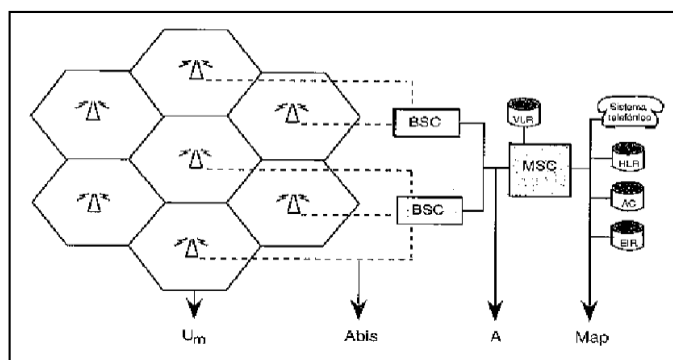 VLR
Sistema
telefónico
BSC
MSC
HLR
AC
BSC
EIR
Um
Abis
A
Map